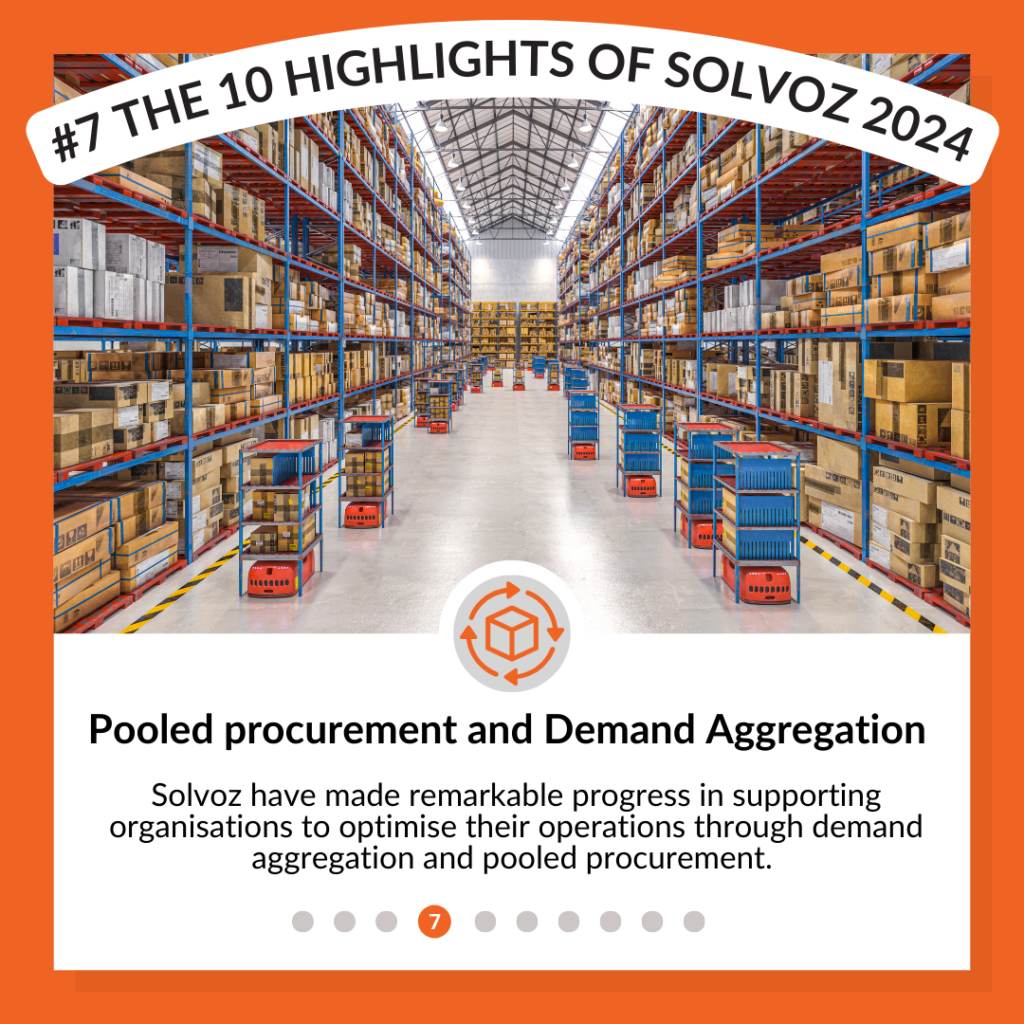 #7 THE 10 HIGHLIGHTS OF SOLVOZ 2024
Pooled procurement and Demand Aggregation
Solvoz have made remarkable progress in supporting
organisations to optimise their operations through demand
aggregation and pooled procurement.
7